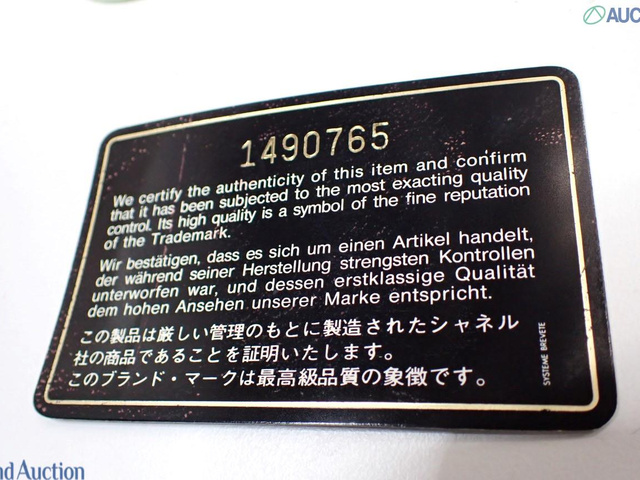 AUC
1490765
We certify the authenticity of this item and confirm
that it has been subjected to the most exacting quality
control. Its high quality is a symbol of the fine reputation
of the Trademark.
Wir bestätigen, dass es sich um einen Artikel handelt,
der während seiner Herstellung strengsten Kontrollen
unterworfen war, und dessen erstklassige Qualität
dem hohen Ansehen unserer Marke entspricht.
この製品は厳しい管理のもとに製造されたシャネル
社の商品であることを証明いたします。
このブランド・マークは最高級品質の象徴です。
SYSTEME BREVETE
nd Auction